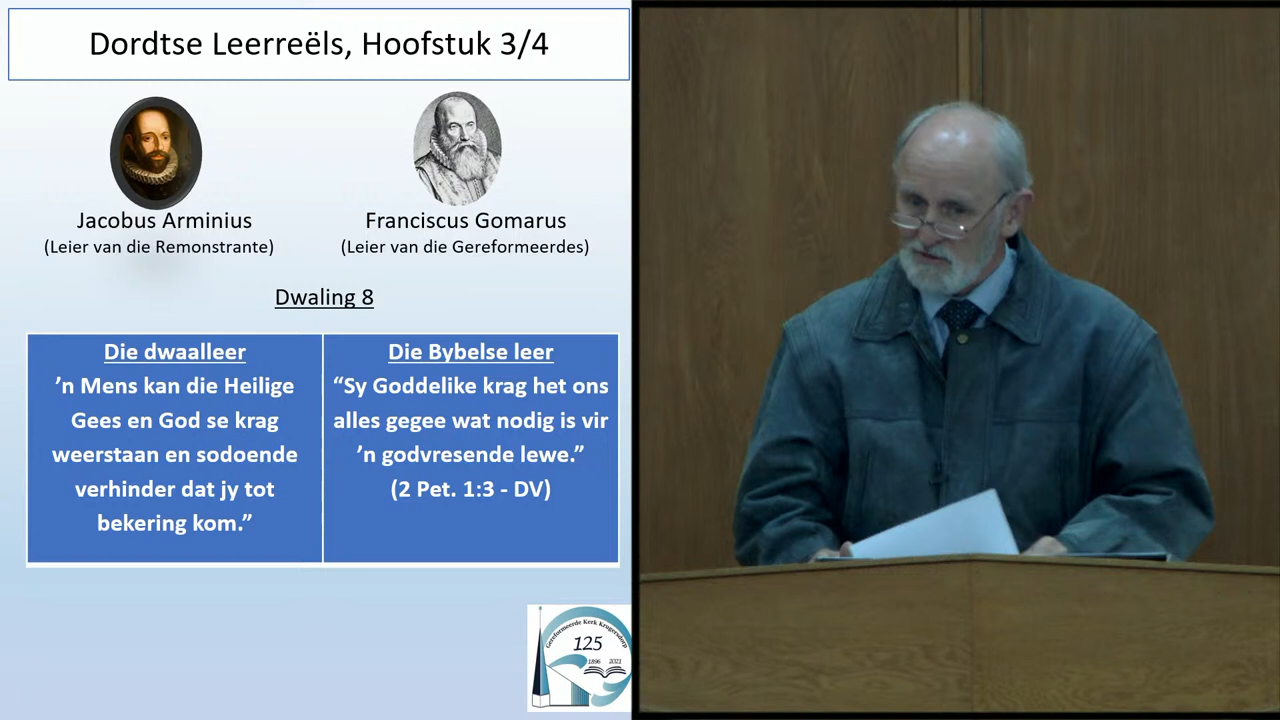 Dordtse Leerreëls, Hoofstuk 3/4
Jacobus Arminius
(Leier van die Remonstrante)
Franciscus Gomarus
(Leier van die Gereformeerdes)
Dwaling 8
Die dwaalleer
’n Mens kan die Heilige
Gees en God se krag
weerstaan en sodoende
verhinder dat jy tot
bekering kom.”
Die Bybelse leer
“Sy Goddelike krag het ons
alles gegee wat nodig is vir
’n godvresende lewe.”
(2 Pet. 1:3 - DV)
Gereformeerde Kerk Krugersdorp
125
1896 2021